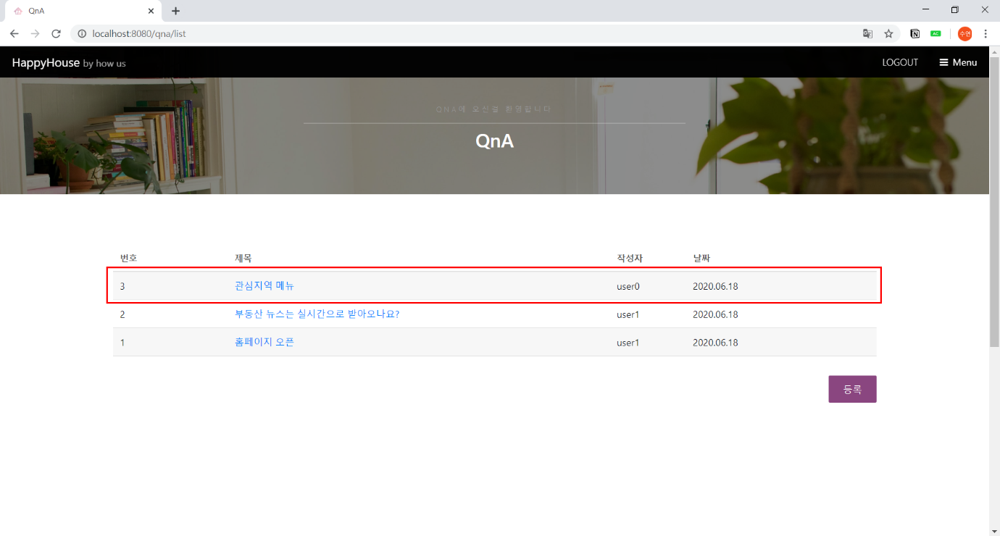 QnA
localhost:8080/qna/list
수연
HappyHouse by how us
LOGOUT
Menu
QNA에 오신걸 환영합니다
QnA
번호 제목 작성자 날짜
3 관심지역 메뉴 user0 2020.06.18
2 부동산 뉴스는 실시간으로 받아오나요? user1 2020.06.18
1 홈페이지 오픈 user1 2020.06.18
등록